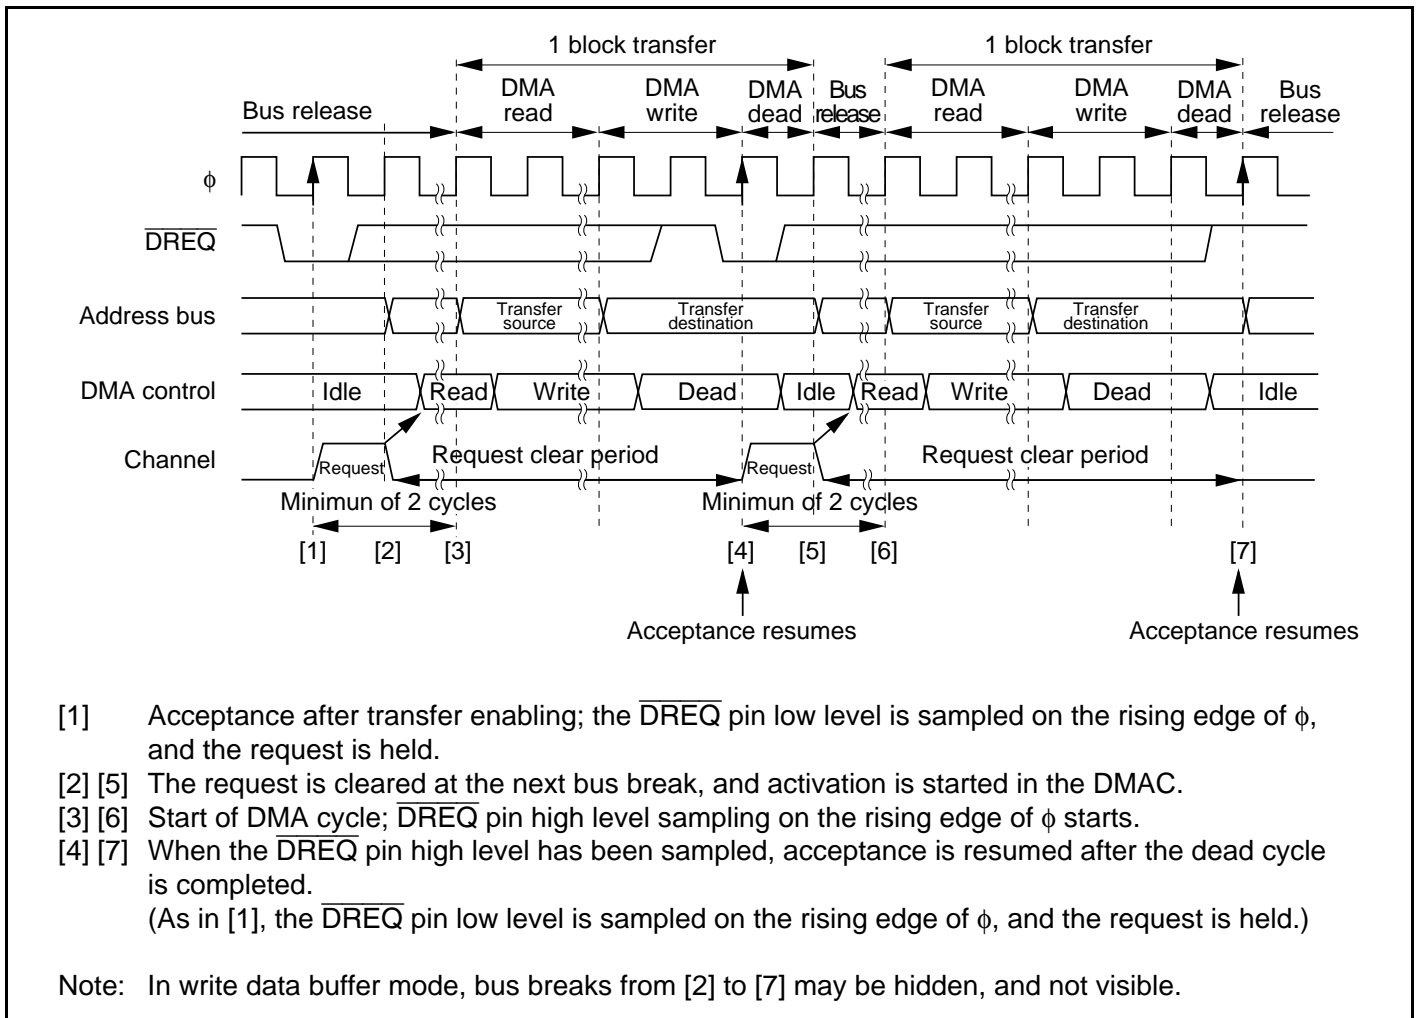 1 block transfer 1 block transfer
DMA DMA DMA Bus DMA DMA DMA Bus
Bus release read write dead release read write dead release
φ
DREQ
Address bus Transfer source Transfer destination Transfer source Transfer destination
DMA control Idle Read Write Dead Idle Read Write Dead Idle
Channel Request Request clear period Request Request clear period
Minimun of 2 cycles Minimun of 2 cycles
[1] [2] [3] [4] [5] [6] [7]
Acceptance resumes Acceptance resumes
[1] Acceptance after transfer enabling; the DREQ pin low level is sampled on the rising edge of φ,
and the request is held.
[2] [5] The request is cleared at the next bus break, and activation is started in the DMAC.
[3] [6] Start of DMA cycle; DREQ pin high level sampling on the rising edge of φ starts.
[4] [7] When the DREQ pin high level has been sampled, acceptance is resumed after the dead cycle
is completed.
(As in [1], the DREQ pin low level is sampled on the rising edge of φ, and the request is held.)
Note: In write data buffer mode, bus breaks from [2] to [7] may be hidden, and not visible.